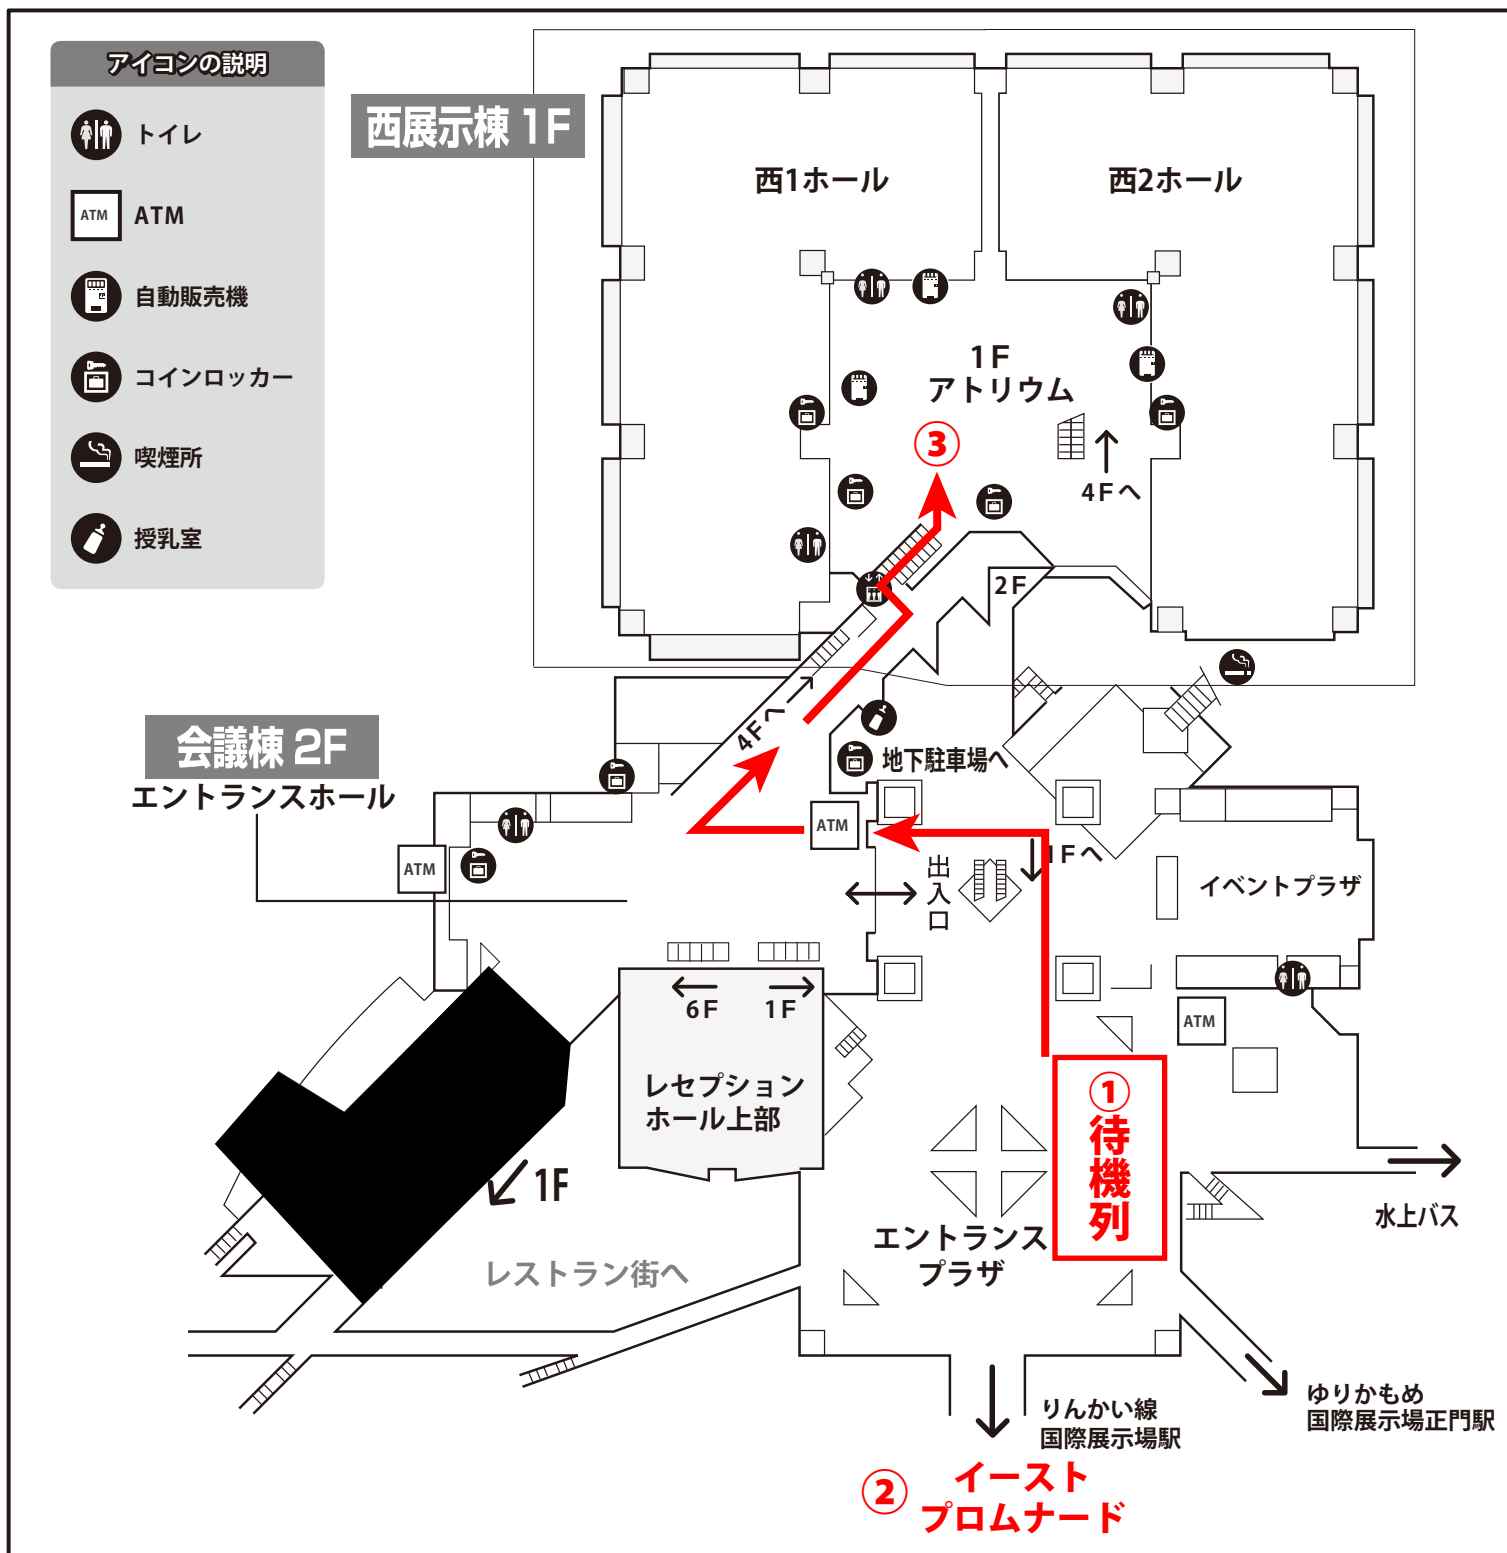 アイコンの説明
トイレ
ATM
ATM
自動販売機
コインロッカー
喫煙所
授乳室
西展示棟 1F
西1ホール
西2ホール
1F
アトリウム
③
4Fへ
2F
4Fへ
会議棟 2F
エントランスホール
地下駐車場へ
ATM
ATM
1Fへ
出入口
イベントプラザ
6F
1F
ATM
レセプション
ホール上部
①
待機列
1F
エントランス
プラザ
水上バス
レストラン街へ
りんかい線
国際展示場駅
ゆりかもめ
国際展示場正門駅
② イースト
プロムナード